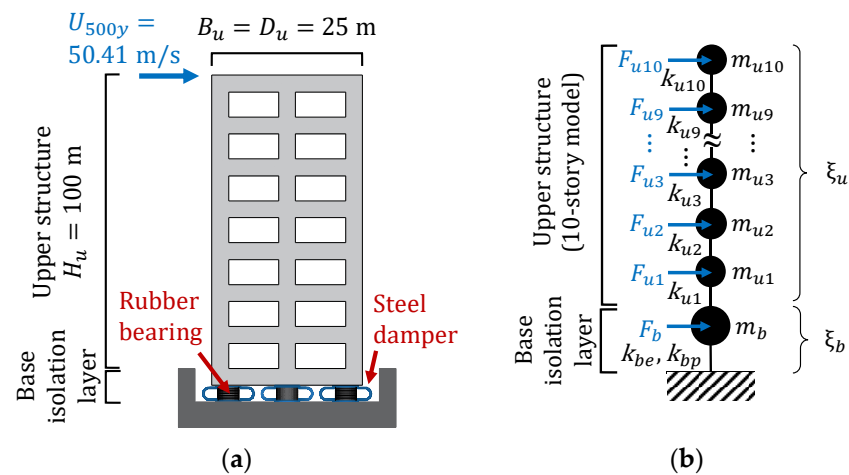 U500y =
50.41 m/s
Bu = Du = 25 m
Upper structure
Hu = 100 m
Base
isolation
layer
Rubber
bearing
Steel
damper
(a)
Upper structure
(10-story model)
Base
isolation
layer
Fu10
ku10
mu10
Fu9
ku9
mu9
⋮ ⋮ ≈ ⋮
Fu3
ku3
mu3
Fu2
ku2
mu2
Fu1
ku1
mu1
Fb
kbe, kbp
mb
ξu
ξb
(b)